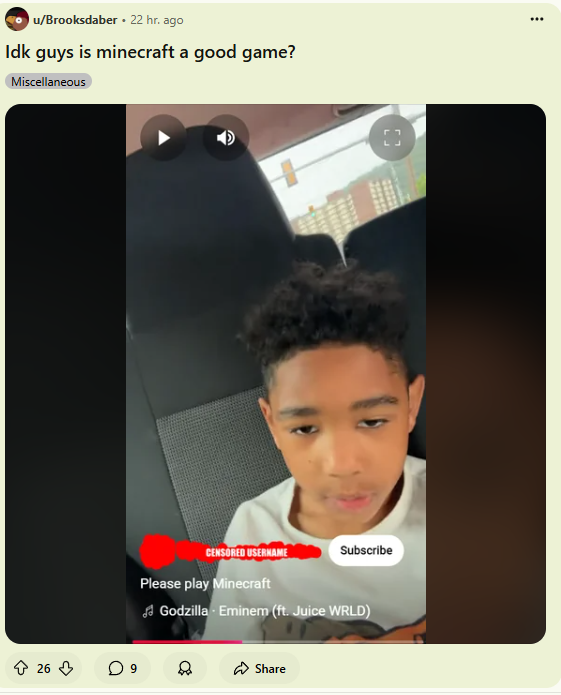 u/Brooksdaber • 22 hr. ago
Idk guys is minecraft a good game?
Miscellaneous
CENSORED USERNAME
Subscribe
Please play Minecraft
Godzilla · Eminem (ft. Juice WRLD)
26
9
Share